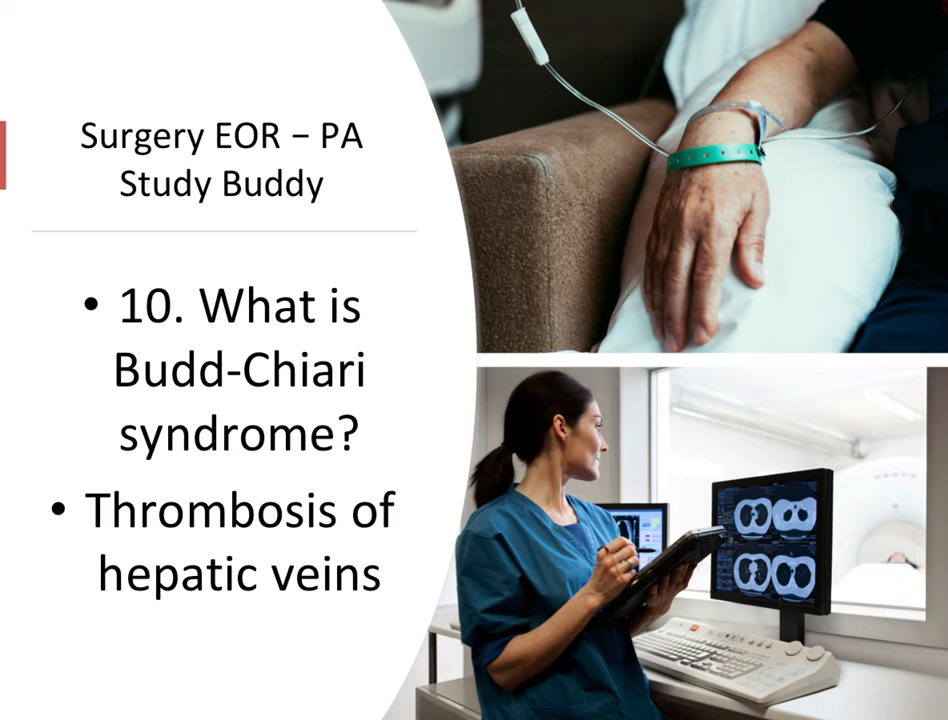 Surgery EOR – PA
Study Buddy
• 10. What is
Budd-Chiari
syndrome?
• Thrombosis of
hepatic veins